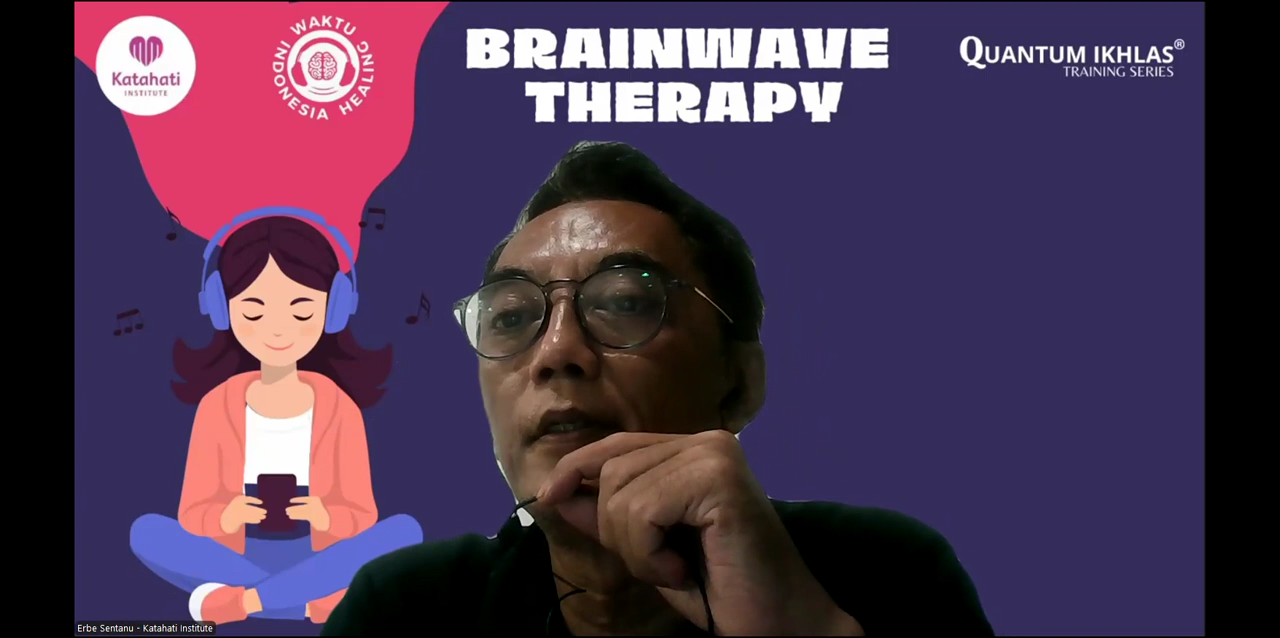 Katahati
INSTITUTE
WAKTU INDONESIA HEALING
BRAINWAVE
THERAPY
QUANTUM IKHLAS®
TRAINING SERIES
Erbe Sentanu - Katahati Institute